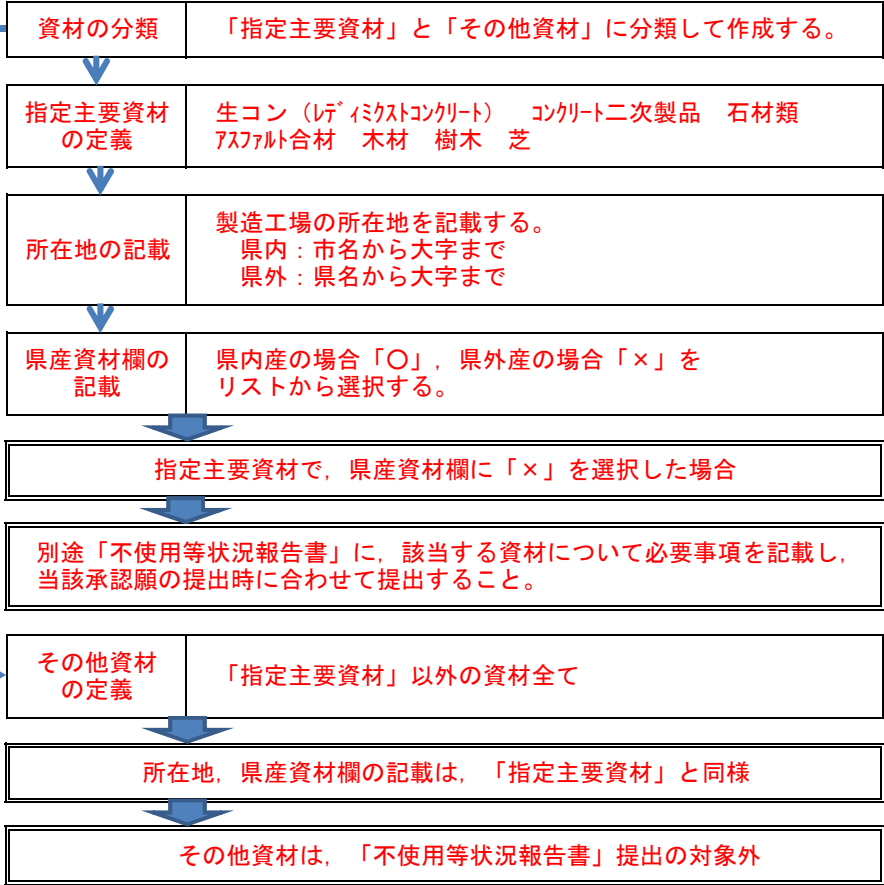 資材の分類
「指定主要資材」と「その他資材」に分類して作成する。
指定主要資材
の定義
生コン（ﾚﾃﾞｨﾐｸｽﾄｺﾝｸﾘｰﾄ）　ｺﾝｸﾘｰﾄ二次製品　石材類
ｱｽﾌｧﾙﾄ合材　木材　樹木　芝
所在地の記載
製造工場の所在地を記載する。
県内：市名から大字まで
県外：県名から大字まで
県産資材欄の
記載
県内産の場合「〇」，県外産の場合「×」を
リストから選択する。
指定主要資材で，県産資材欄に「×」を選択した場合
別途「不使用等状況報告書」に，該当する資材について必要事項を記載し，
当該承認願の提出時に合わせて提出すること。
その他資材
の定義
「指定主要資材」以外の資材全て
所在地，県産資材欄の記載は，「指定主要資材」と同様
その他資材は，「不使用等状況報告書」提出の対象外